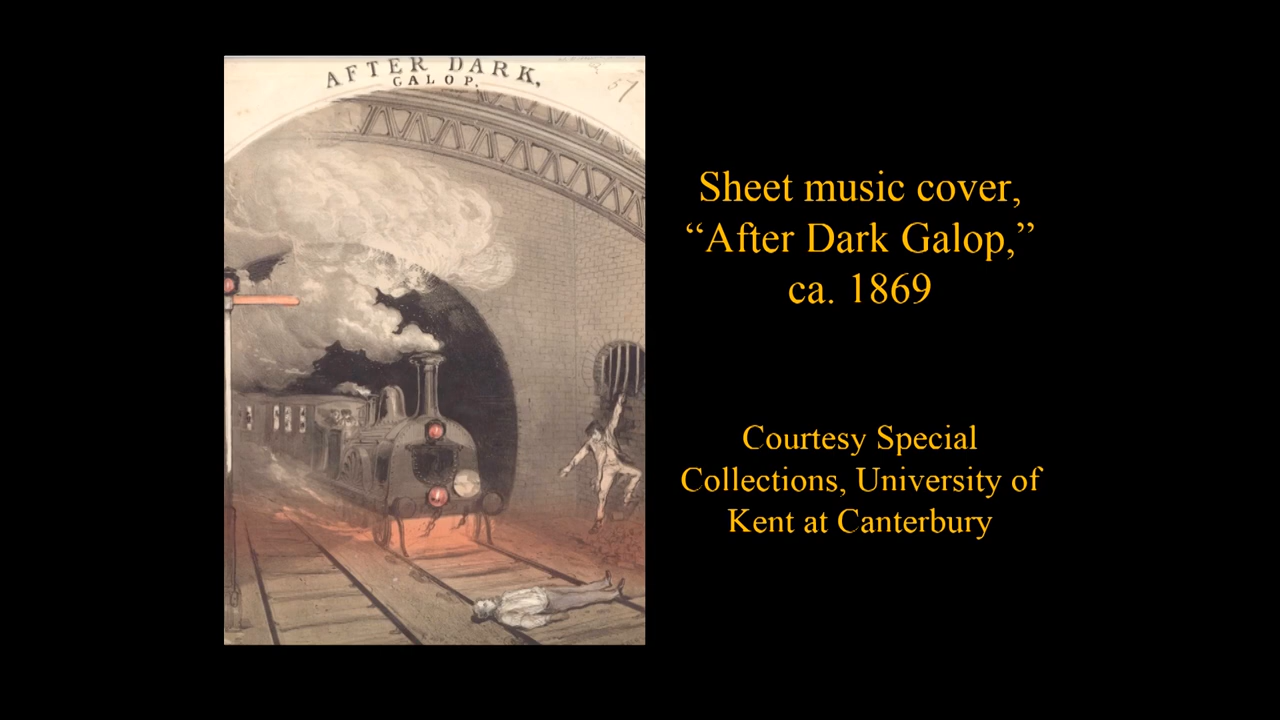 AFTER DARK,
GALOP.
57
Sheet music cover,
“After Dark Galop,”
ca. 1869
Courtesy Special
Collections, University of
Kent at Canterbury